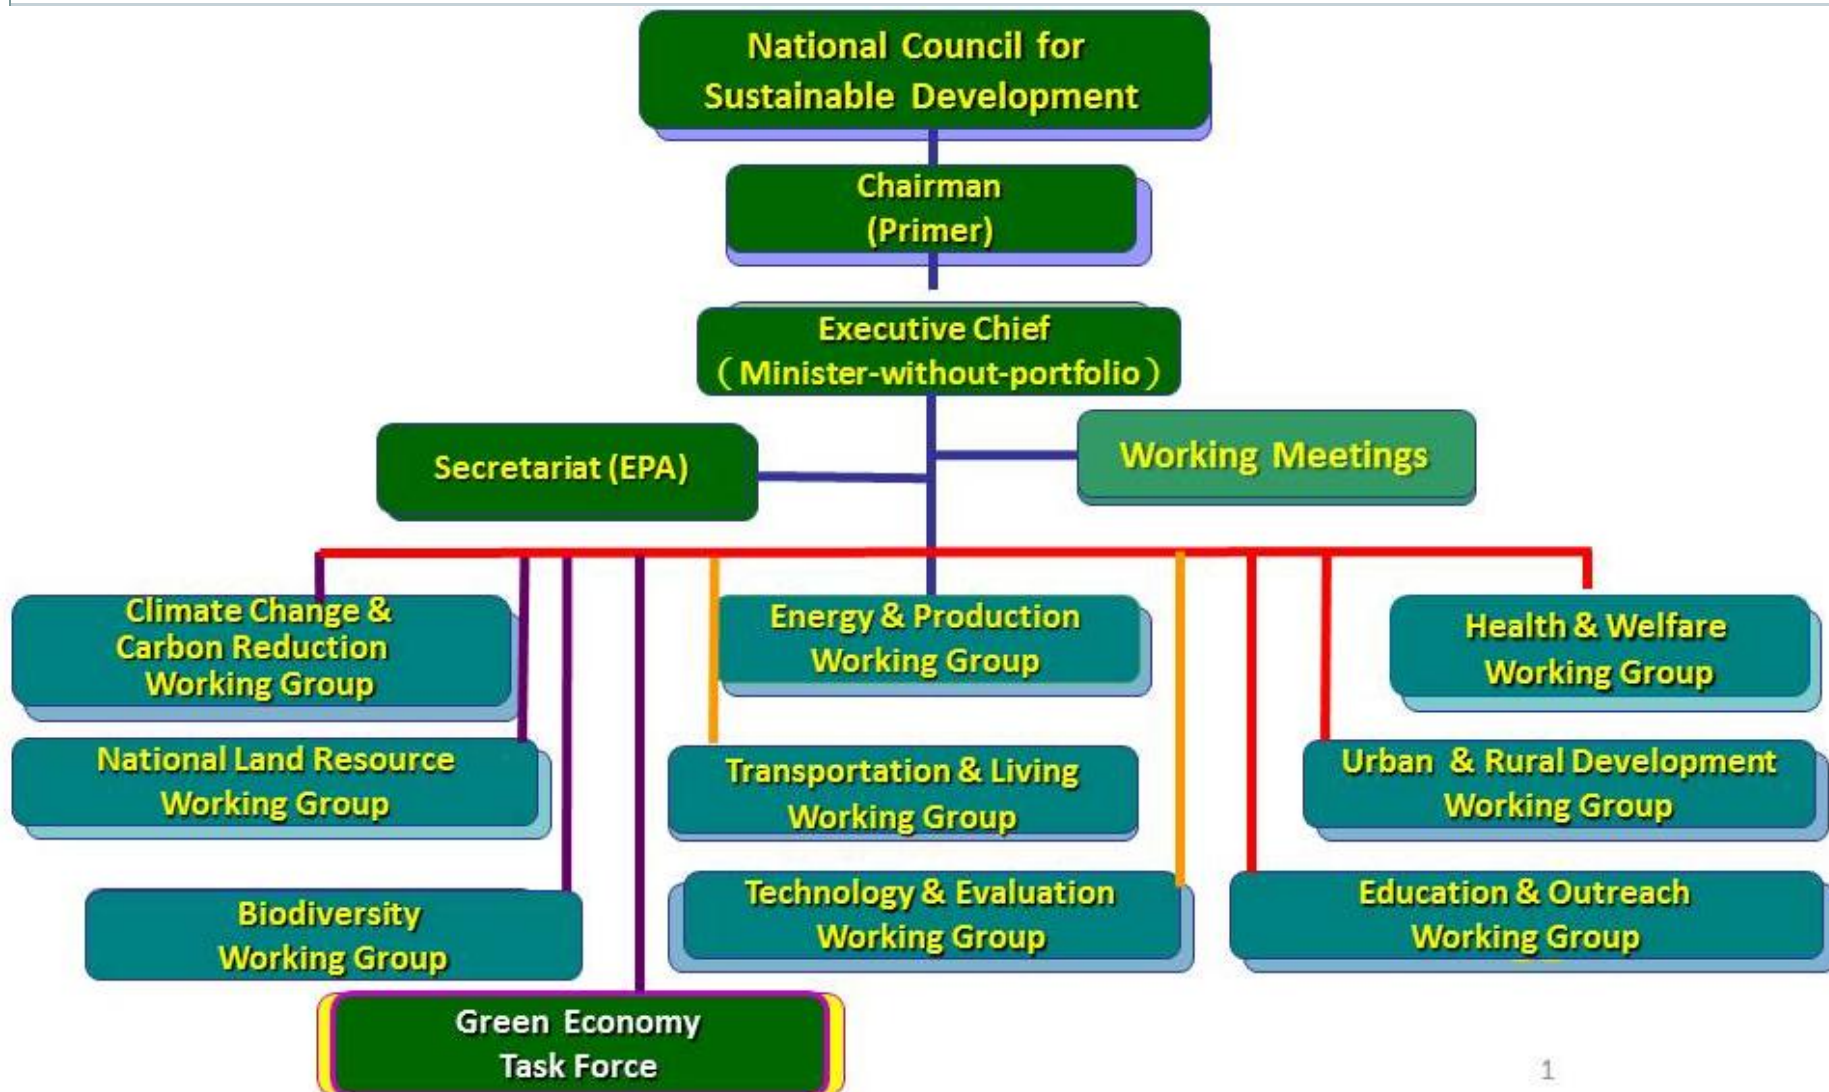 National Council for
Sustainable Development
Chairman
(Primer)
Executive Chief
（Minister-without-portfolio）
Secretariat (EPA)
Working Meetings
Climate Change &
Carbon Reduction
Working Group
Energy & Production
Working Group
Health & Welfare
Working Group
National Land Resource
Working Group
Transportation & Living
Working Group
Urban & Rural Development
Working Group
Biodiversity
Working Group
Technology & Evaluation
Working Group
Education & Outreach
Working Group
Green Economy
Task Force
1